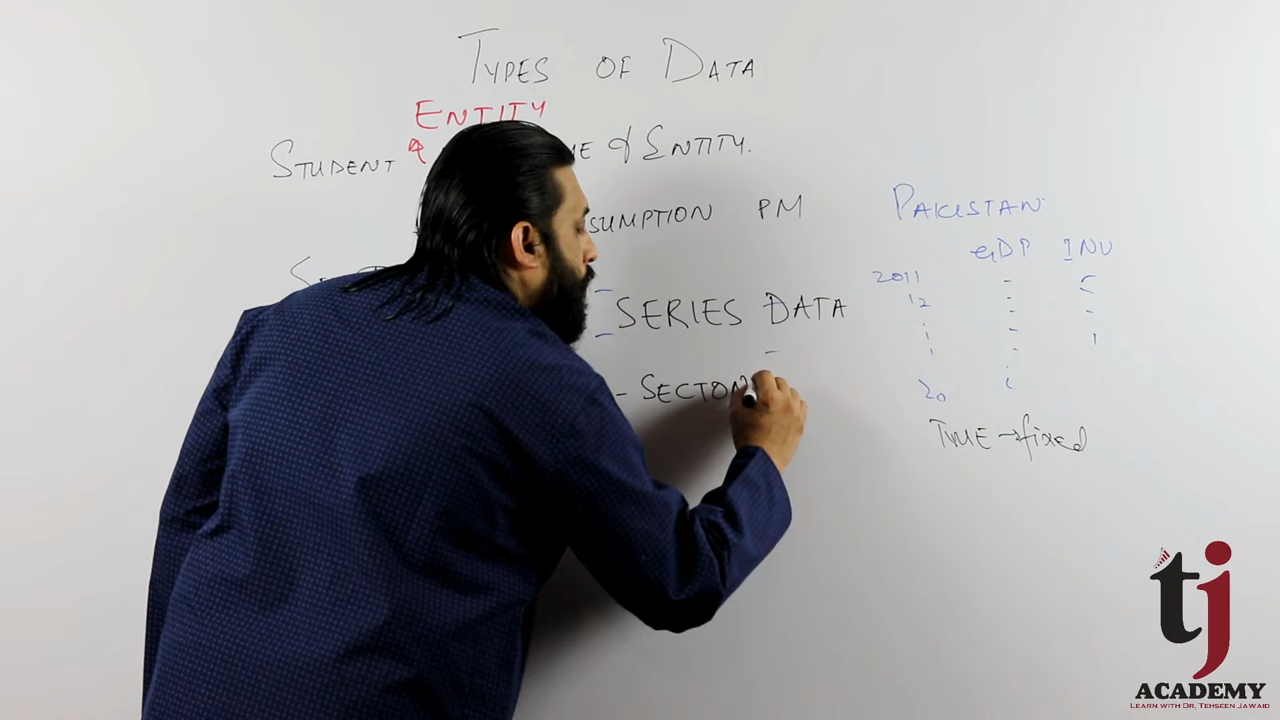 TYPES OF DATA
ENTITY
STUDENT ME of ENTITY.
SUMPTION PM
SERIES DATA
- SECTION
PAKISTAN
GDP INV
2011
12
20
TIME → fixed
tj
ACADEMY
LEARN WITH DR. TEHSEEN JAWAID